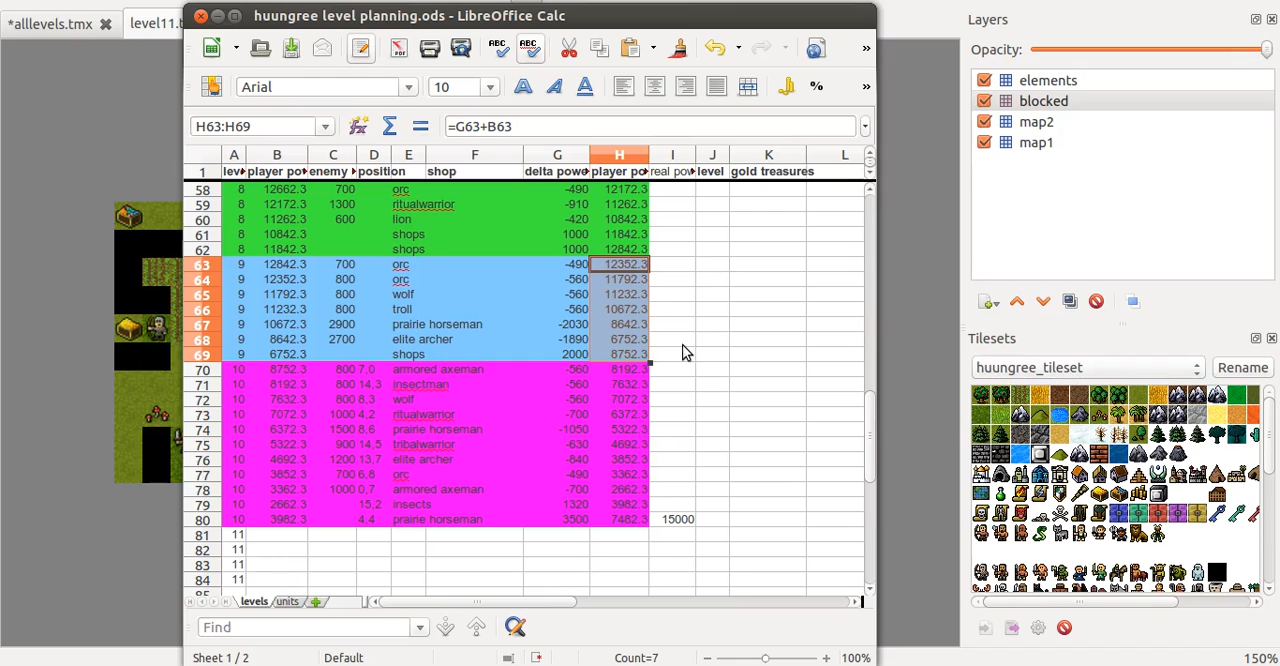 *alllevels.tmx
level11.t
huungree level planning.ods - LibreOffice Calc
Arial 10
H63:H69 =G63+B63
A B C D E F G H I J K L
1 lev player po enemy position shop delta powe player po real pow level gold treasures
58 8 12662.3 700 orc -490 12172.3
59 8 12172.3 1300 ritualwarrior -910 11262.3
60 8 11262.3 600 lion -420 10842.3
61 8 10842.3 shops 1000 11842.3
62 8 11842.3 shops 1000 12842.3
63 9 12842.3 700 orc -490 12352.3
64 9 12352.3 800 orc -560 11792.3
65 9 11792.3 800 wolf -560 11232.3
66 9 11232.3 800 troll -560 10672.3
67 9 10672.3 2900 prairie horseman -2030 8642.3
68 9 8642.3 2700 elite archer -1890 6752.3
69 9 6752.3 shops 2000 8752.3
70 10 8752.3 800 7,0 armored axeman -560 8192.3
71 10 8192.3 800 14,3 insectman -560 7632.3
72 10 7632.3 800 8,3 wolf -560 7072.3
73 10 7072.3 1000 4,2 ritualwarrior -700 6372.3
74 10 6372.3 1500 8,6 prairie horseman -1050 5322.3
75 10 5322.3 900 14,5 tribalwarrior -630 4692.3
76 10 4692.3 1200 13,7 elite archer -840 3852.3
77 10 3852.3 700 6,8 orc -490 3362.3
78 10 3362.3 1000 0,7 armored axeman -700 2662.3
79 10 2662.3 15,2 insects 1320 3982.3
80 10 3982.3 4,4 prairie horseman 3500 7482.3 15000
81 11
82 11
83 11
84 11
levels units
Find
Sheet 1 / 2 Default Count=7 100%
Layers
Opacity:
elements
blocked
map2
map1
Tilesets
huungree_tileset Rename
150%